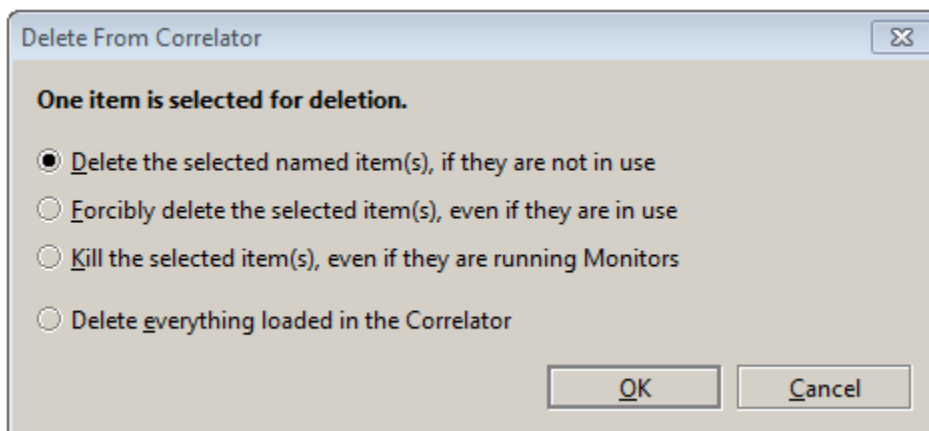 Delete From Correlator
One item is selected for deletion.
Delete the selected named item(s), if they are not in use
Forcibly delete the selected item(s), even if they are in use
Kill the selected item(s), even if they are running Monitors
Delete everything loaded in the Correlator
OK
Cancel